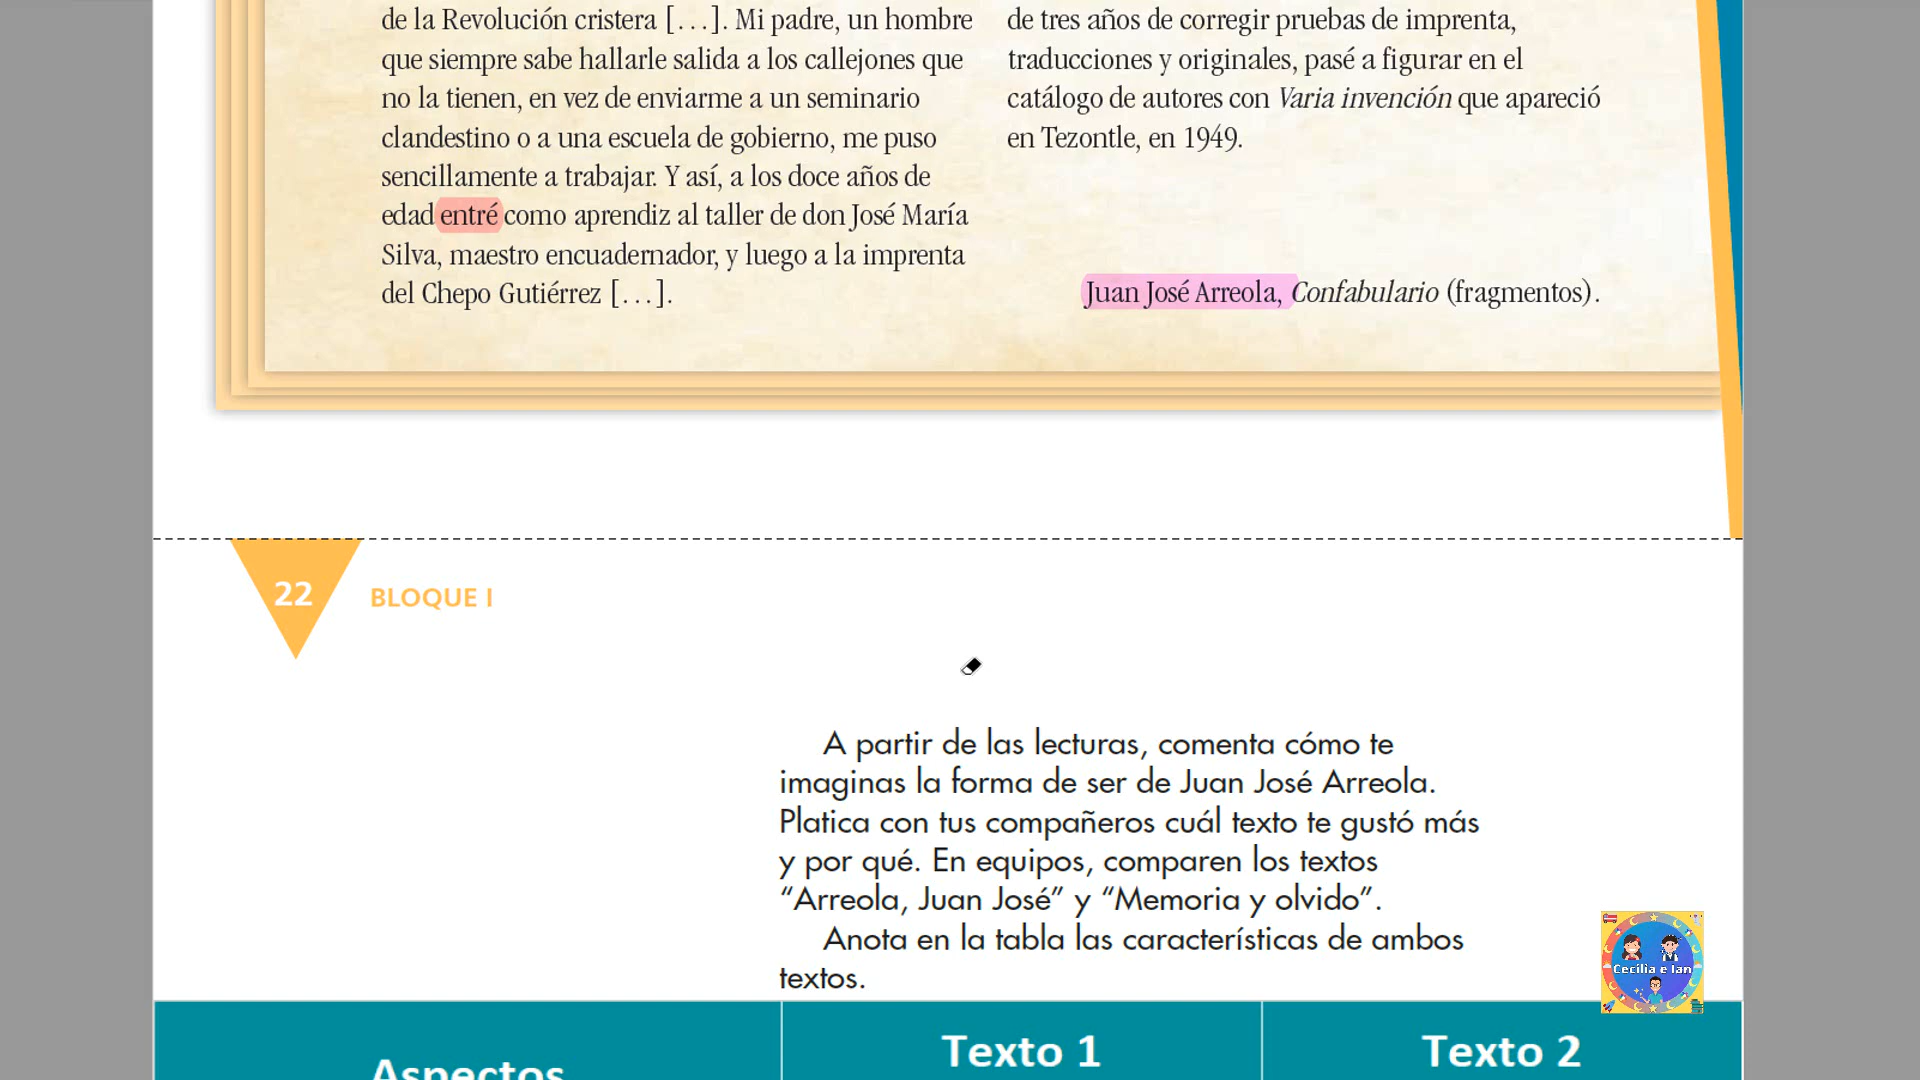 de la Revolución cristera [...]. Mi padre, un hombre
que siempre sabe hallarle salida a los callejones que
no la tienen, en vez de enviarme a un seminario
clandestino o a una escuela de gobierno, me puso
sencillamente a trabajar. Y así, a los doce años de
edad entré como aprendiz al taller de don José María
Silva, maestro encuadernador, y luego a la imprenta
del Chepo Gutiérrez [...].
de tres años de corregir pruebas de imprenta,
traducciones y originales, pasé a figurar en el
catálogo de autores con Varia invención que apareció
en Tezontle, en 1949.
Juan José Arreola, Confabulario (fragmentos).
22
BLOQUE I
A partir de las lecturas, comenta cómo te
imaginas la forma de ser de Juan José Arreola.
Platica con tus compañeros cuál texto te gustó más
y por qué. En equipos, comparen los textos
“Arreola, Juan José” y “Memoria y olvido”.
Anota en la tabla las características de ambos
textos.
Cecilia e Ian
Aspectos
Texto 1
Texto 2